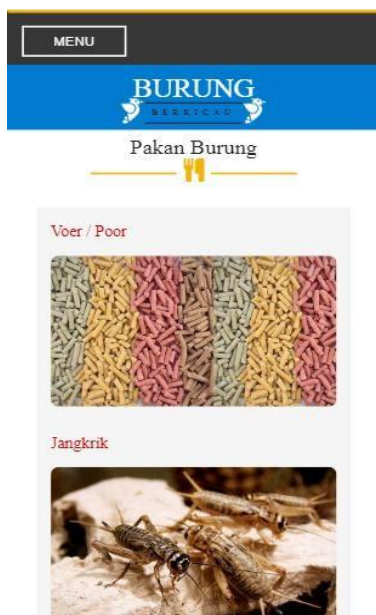 MENU
BURUNG
BERKICAU
Pakan Burung
Voer / Poor
Jangkrik